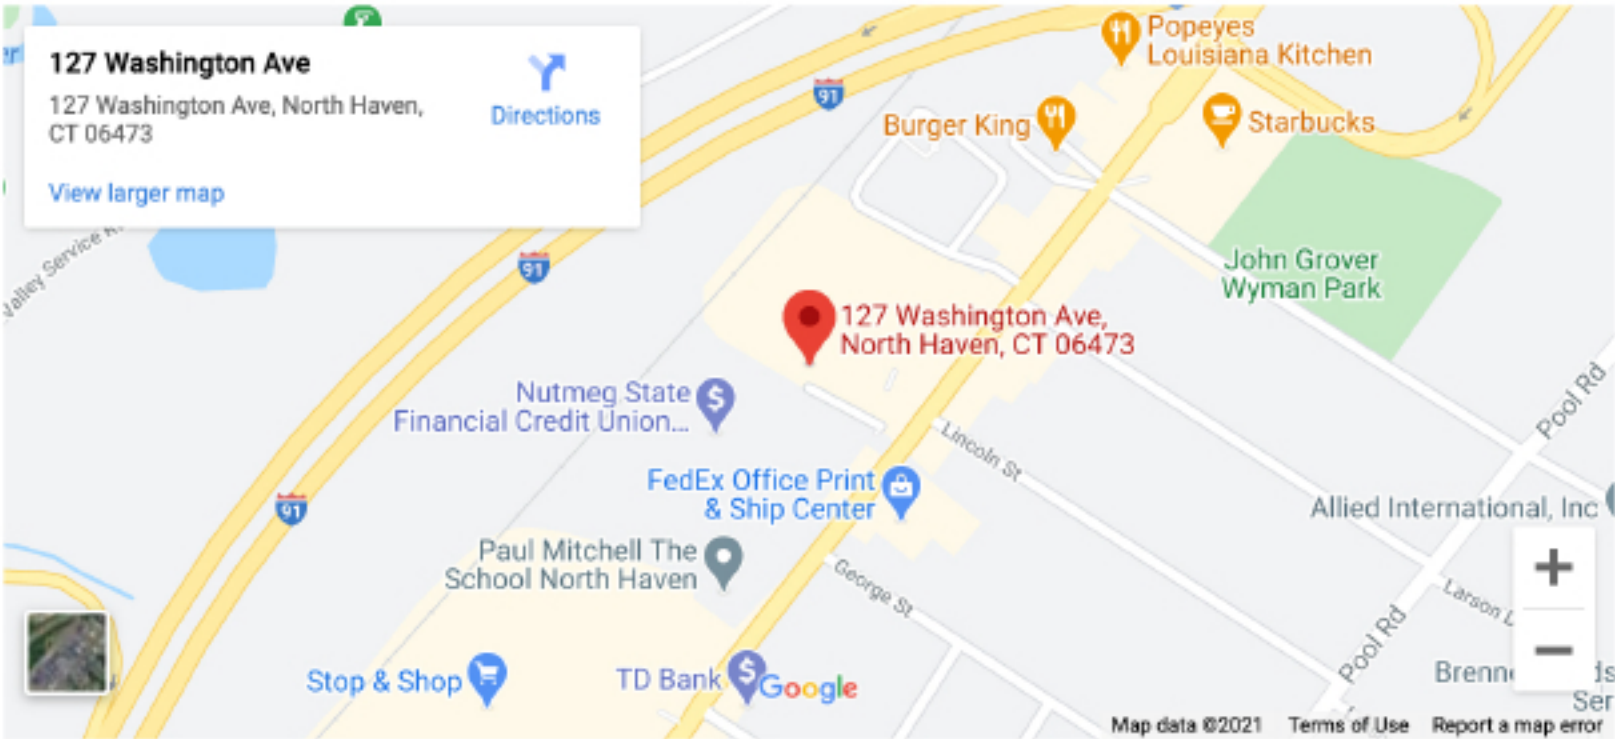 127 Washington Ave
127 Washington Ave, North Haven,
CT 06473
Directions
View larger map
Popeyes
Louisiana Kitchen
91
Burger King
Starbucks
Valley Service
91
John Grover
Wyman Park
127 Washington Ave,
North Haven, CT 06473
Nutmeg State
Financial Credit Union...
Pool Rd
Lincoln St
FedEx Office Print
& Ship Center
91
Allied International, Inc
Paul Mitchell The
School North Haven
George St
Larson
Pool Rd
Stop & Shop
TD Bank
Google
Map data ©2021
Terms of Use
Report a map error